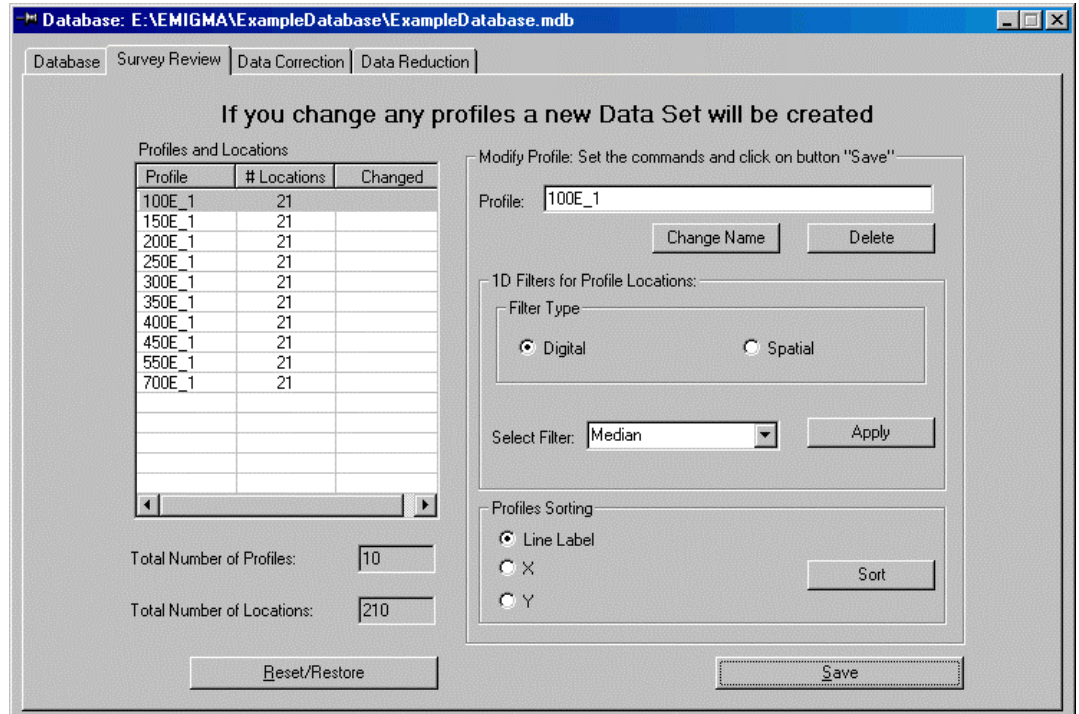 Database: E:\EMIGMA\ExampleDatabase\ExampleDatabase.mdb
Database Survey Review Data Correction Data Reduction
If you change any profiles a new Data Set will be created
Profiles and Locations
Profile # Locations Changed
100E_1 21
150E_1 21
200E_1 21
250E_1 21
300E_1 21
350E_1 21
400E_1 21
450E_1 21
550E_1 21
700E_1 21
Total Number of Profiles: 10
Total Number of Locations: 210
Reset/Restore
Modify Profile: Set the commands and click on button "Save"
Profile: 100E_1
Change Name Delete
1D Filters for Profile Locations:
Filter Type
Digital Spatial
Select Filter: Median Apply
Profiles Sorting
Line Label
X
Y
Sort
Save